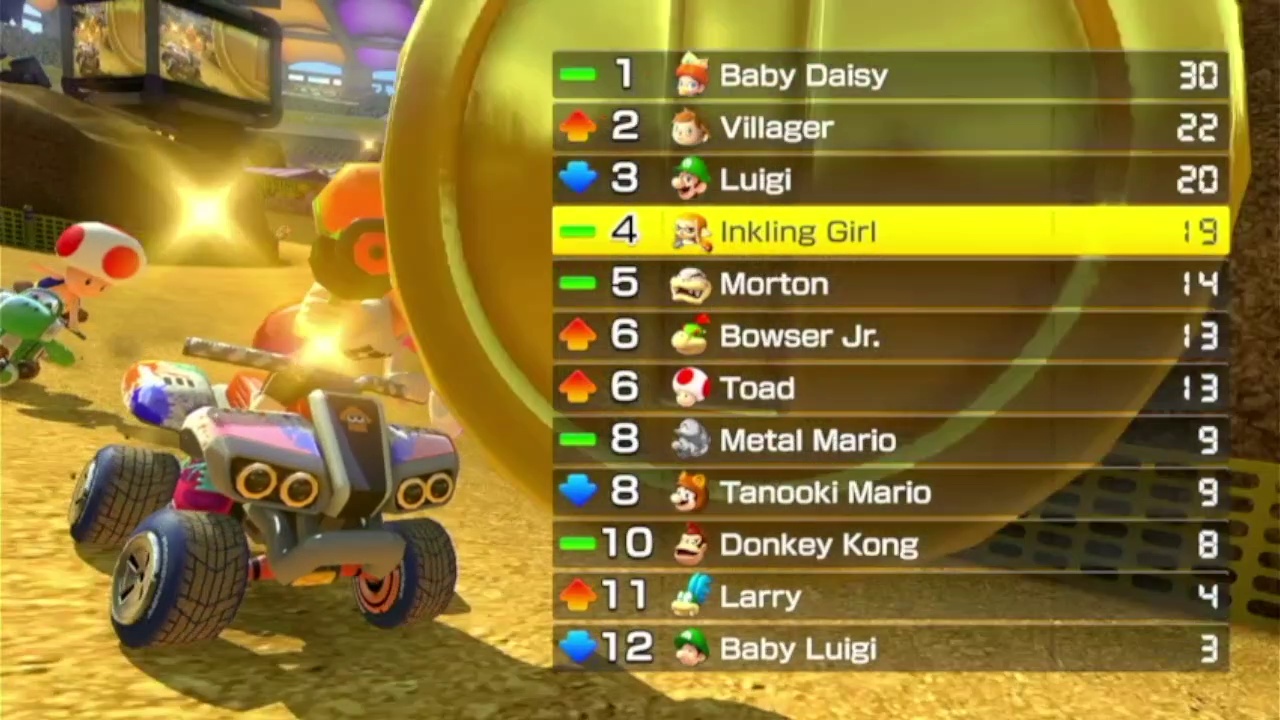 1 Baby Daisy 30
2 Villager 22
3 Luigi 20
4 Inkling Girl 19
5 Morton 14
6 Bowser Jr. 13
6 Toad 13
8 Metal Mario 9
8 Tanooki Mario 9
10 Donkey Kong 8
11 Larry 4
12 Baby Luigi 3